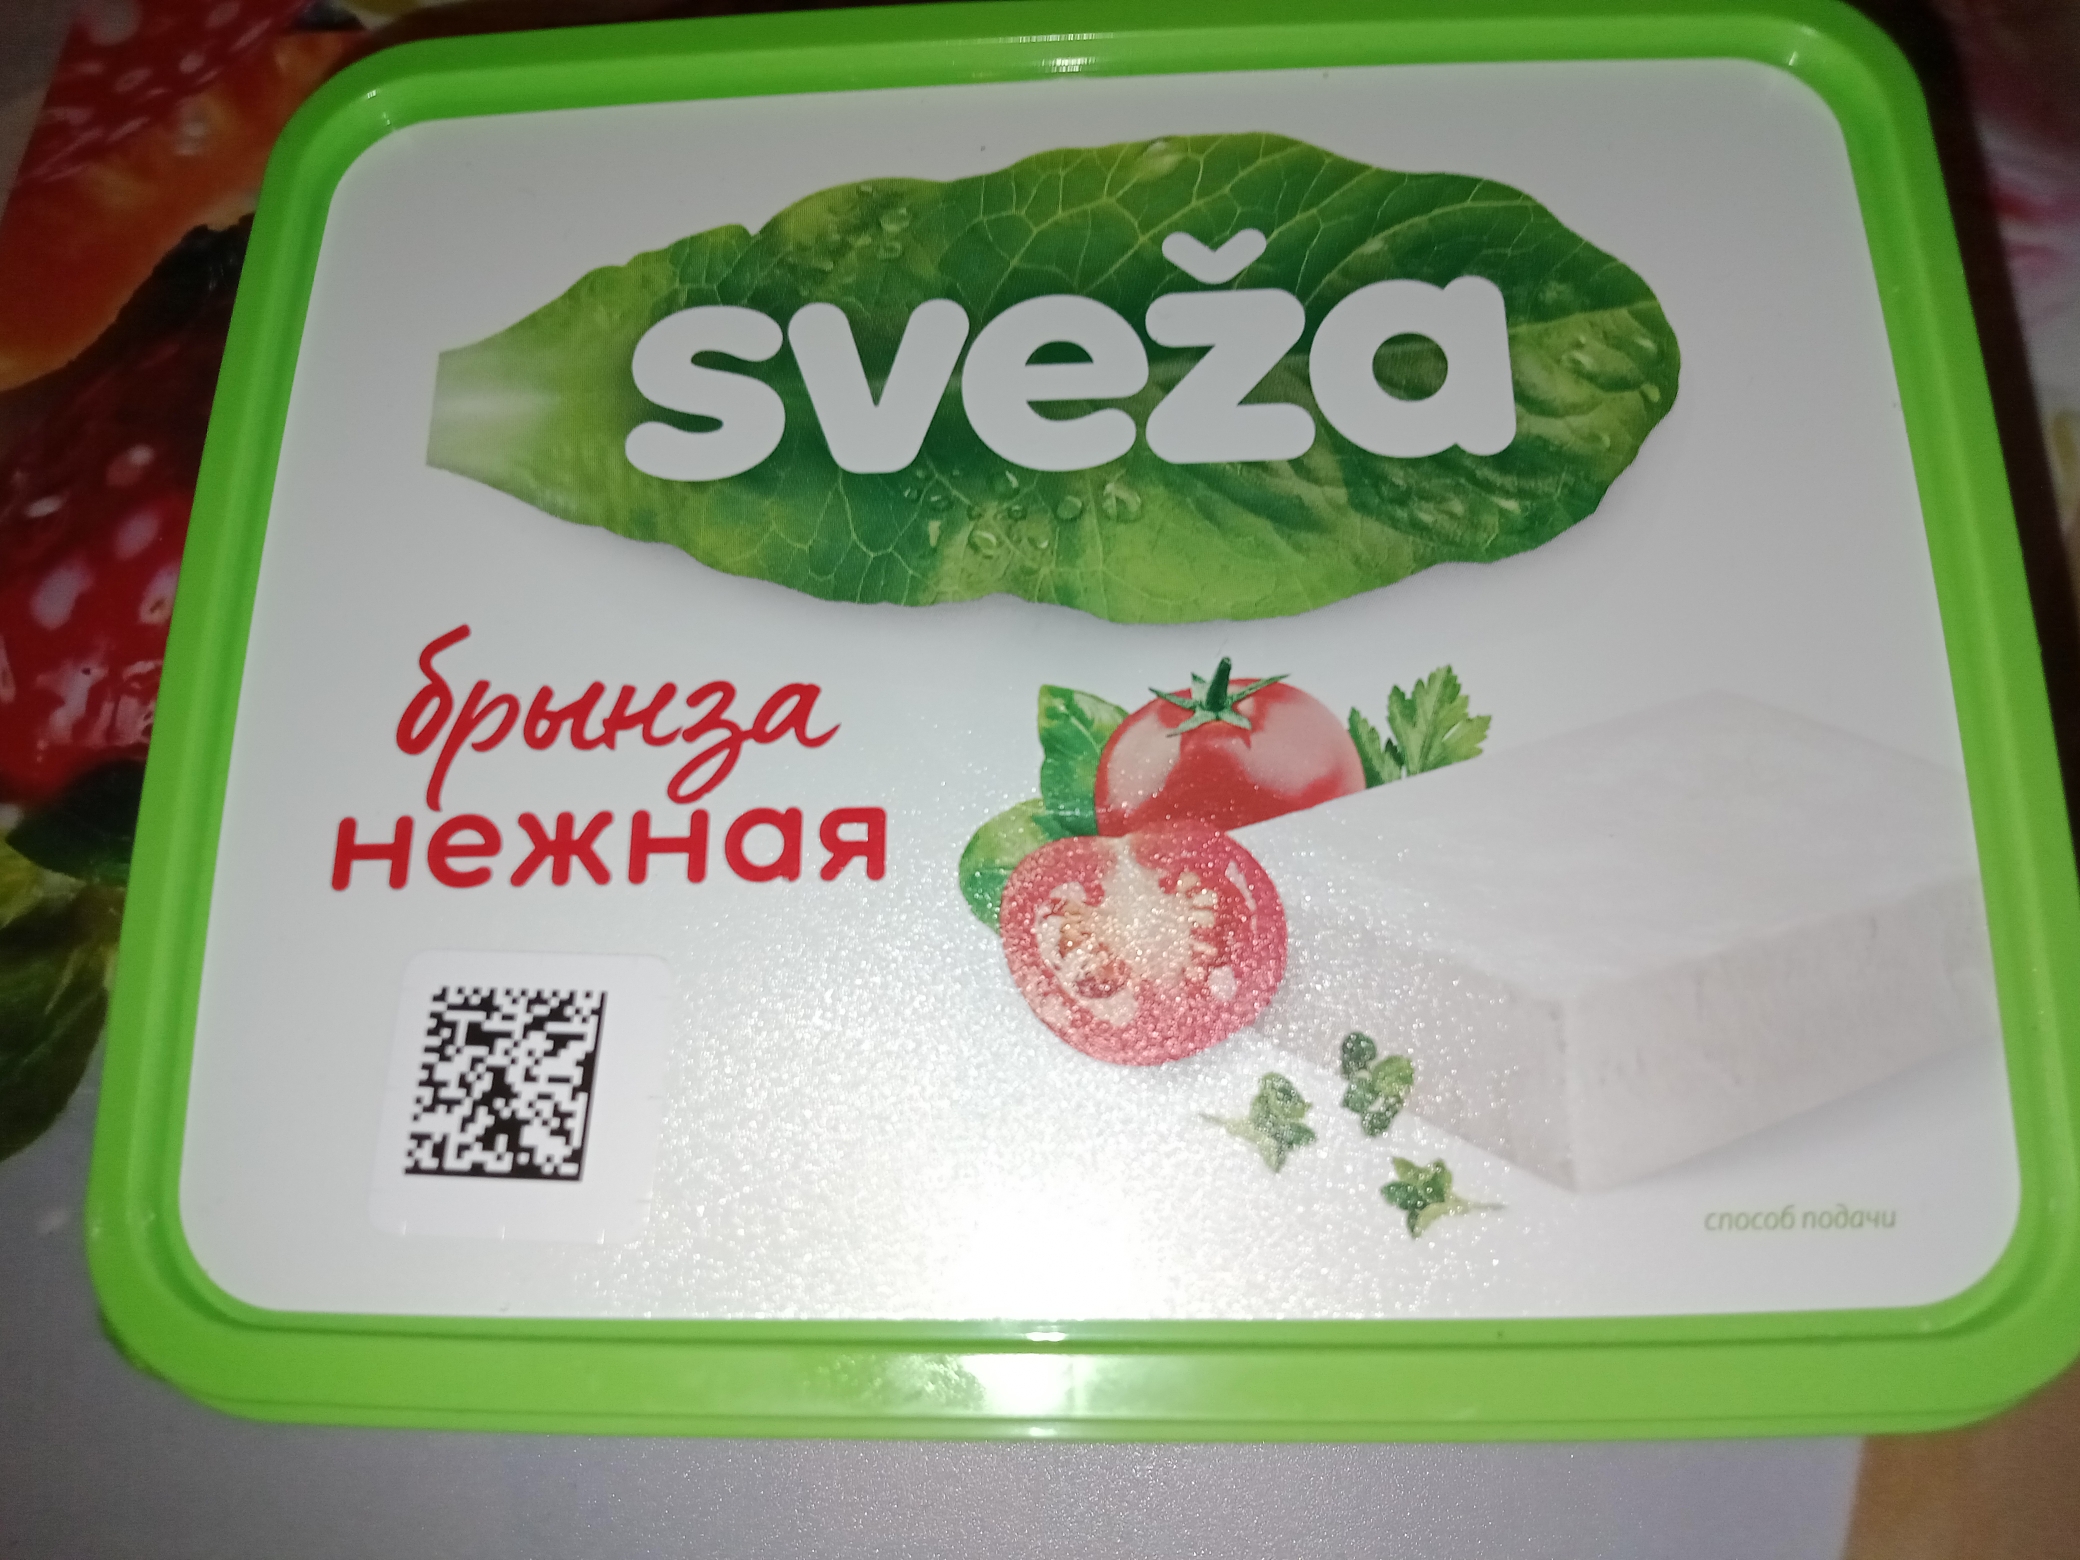 sveža
брынза
нежная
способ подачи